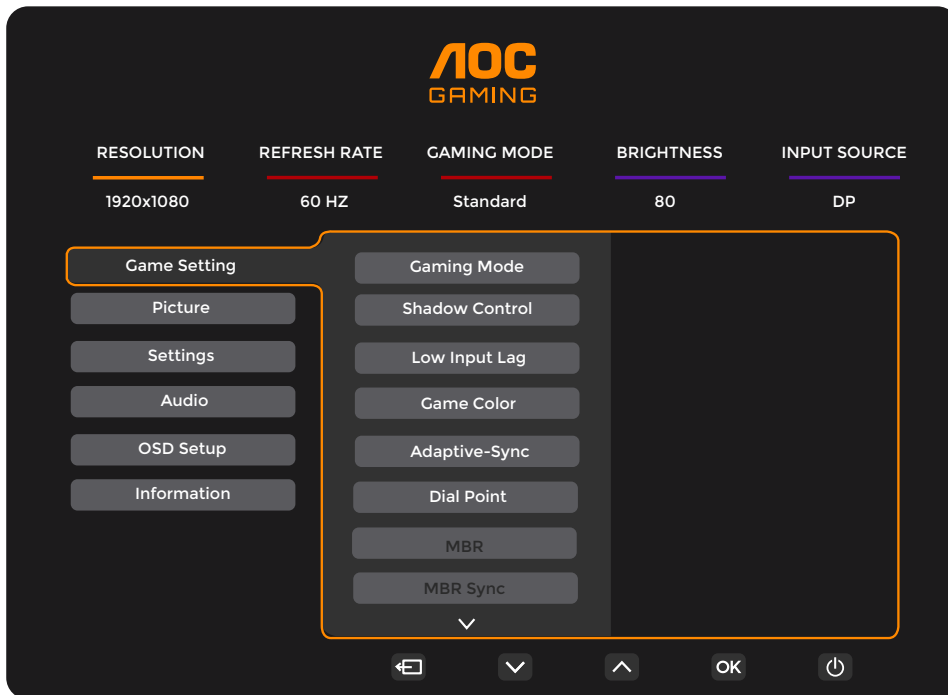 AOC
GAMING
RESOLUTION REFRESH RATE GAMING MODE BRIGHTNESS INPUT SOURCE
1920x1080 60 HZ Standard 80 DP
Game Setting
Picture
Settings
Audio
OSD Setup
Information
Gaming Mode
Shadow Control
Low Input Lag
Game Color
Adaptive-Sync
Dial Point
MBR
MBR Sync
OK